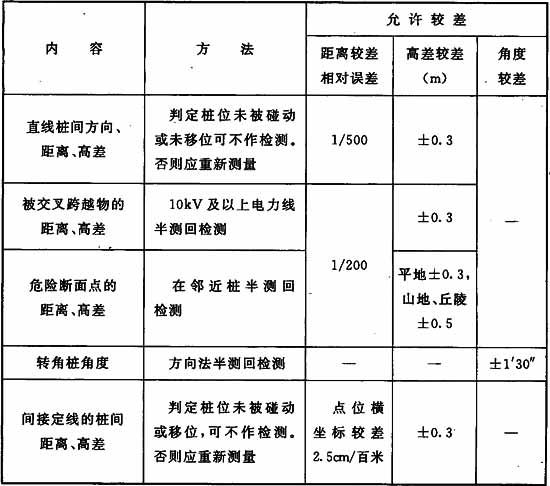 内 容
方 法
允许较差
距离较差
相对误差
高差较差
（m）
角度
较差
直线桩间方向、
距离、高差
判定桩位未被碰动
或未移位可不作检测。
否则应重新测量
1/500
±0.3
—
被交叉跨越物的
距离、高差
10kV及以上电力线
半测回检测
1/200
±0.3
危险断面点的
距离、高差
在邻近桩半测回
检测
平地±0.3，
山地、丘陵
±0.5
转角桩角度
方向法半测回检测
—
—
±1′30″
间接定线的桩间
距离、高差
判定桩位未被碰动
或移位，可不作检测。
否则应重新测量
点位横
坐标较差
2.5cm/百米
±0.3
—